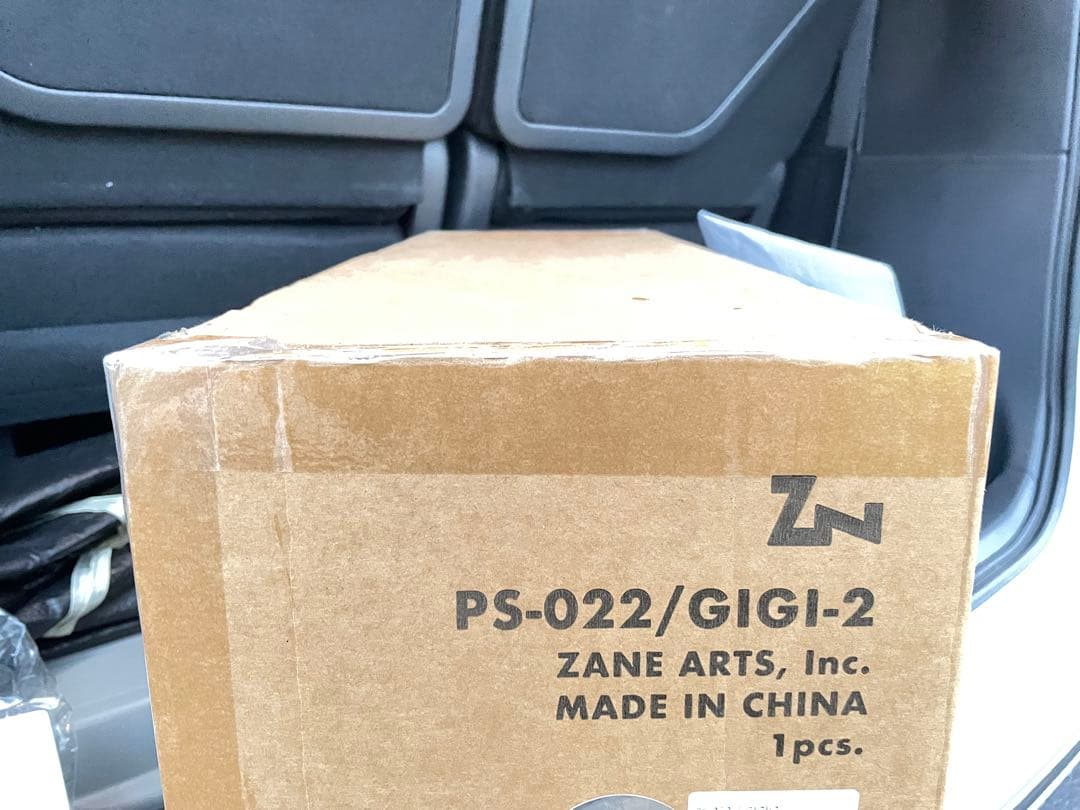 ZN
PS-022/GIGI-2
ZANE ARTS, Inc.
MADE IN CHINA
1pcs.